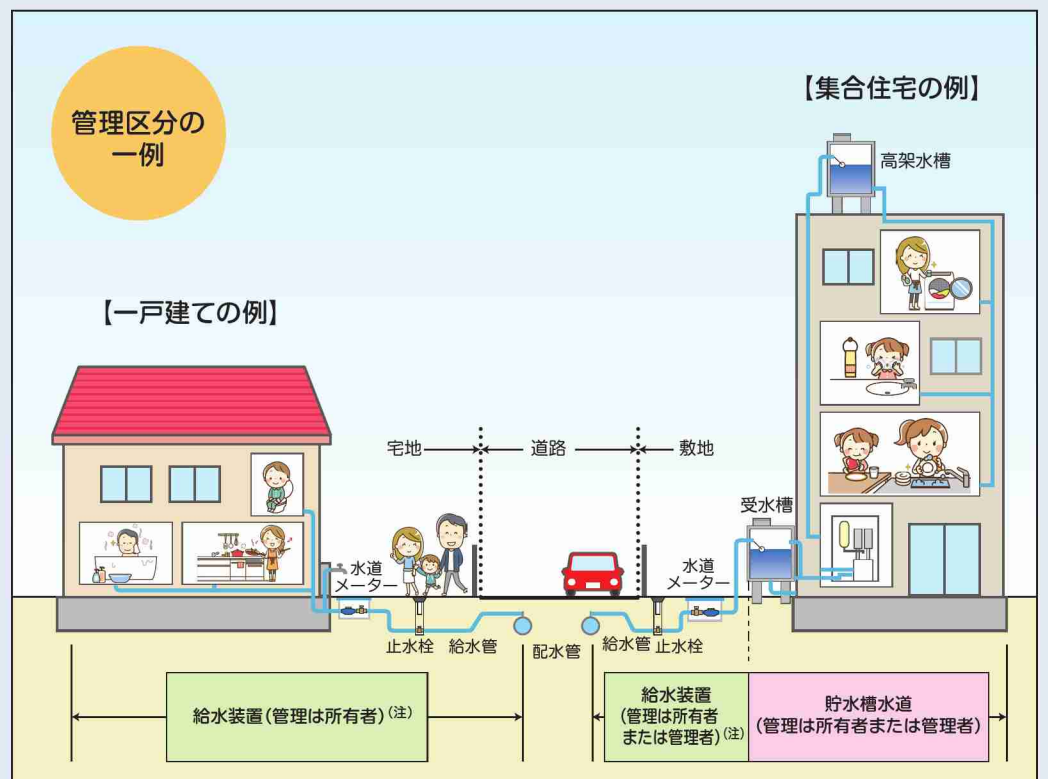 管理区分の
一例
【集合住宅の例】
高架水槽
【一戸建ての例】
宅地
道路
敷地
受水槽
水道
メーター
水道
メーター
止水栓
給水管
配水管
給水管
止水栓
給水装置(管理は所有者)(注)
給水装置
(管理は所有者
または管理者)(注)
貯水槽水道
(管理は所有者または管理者)